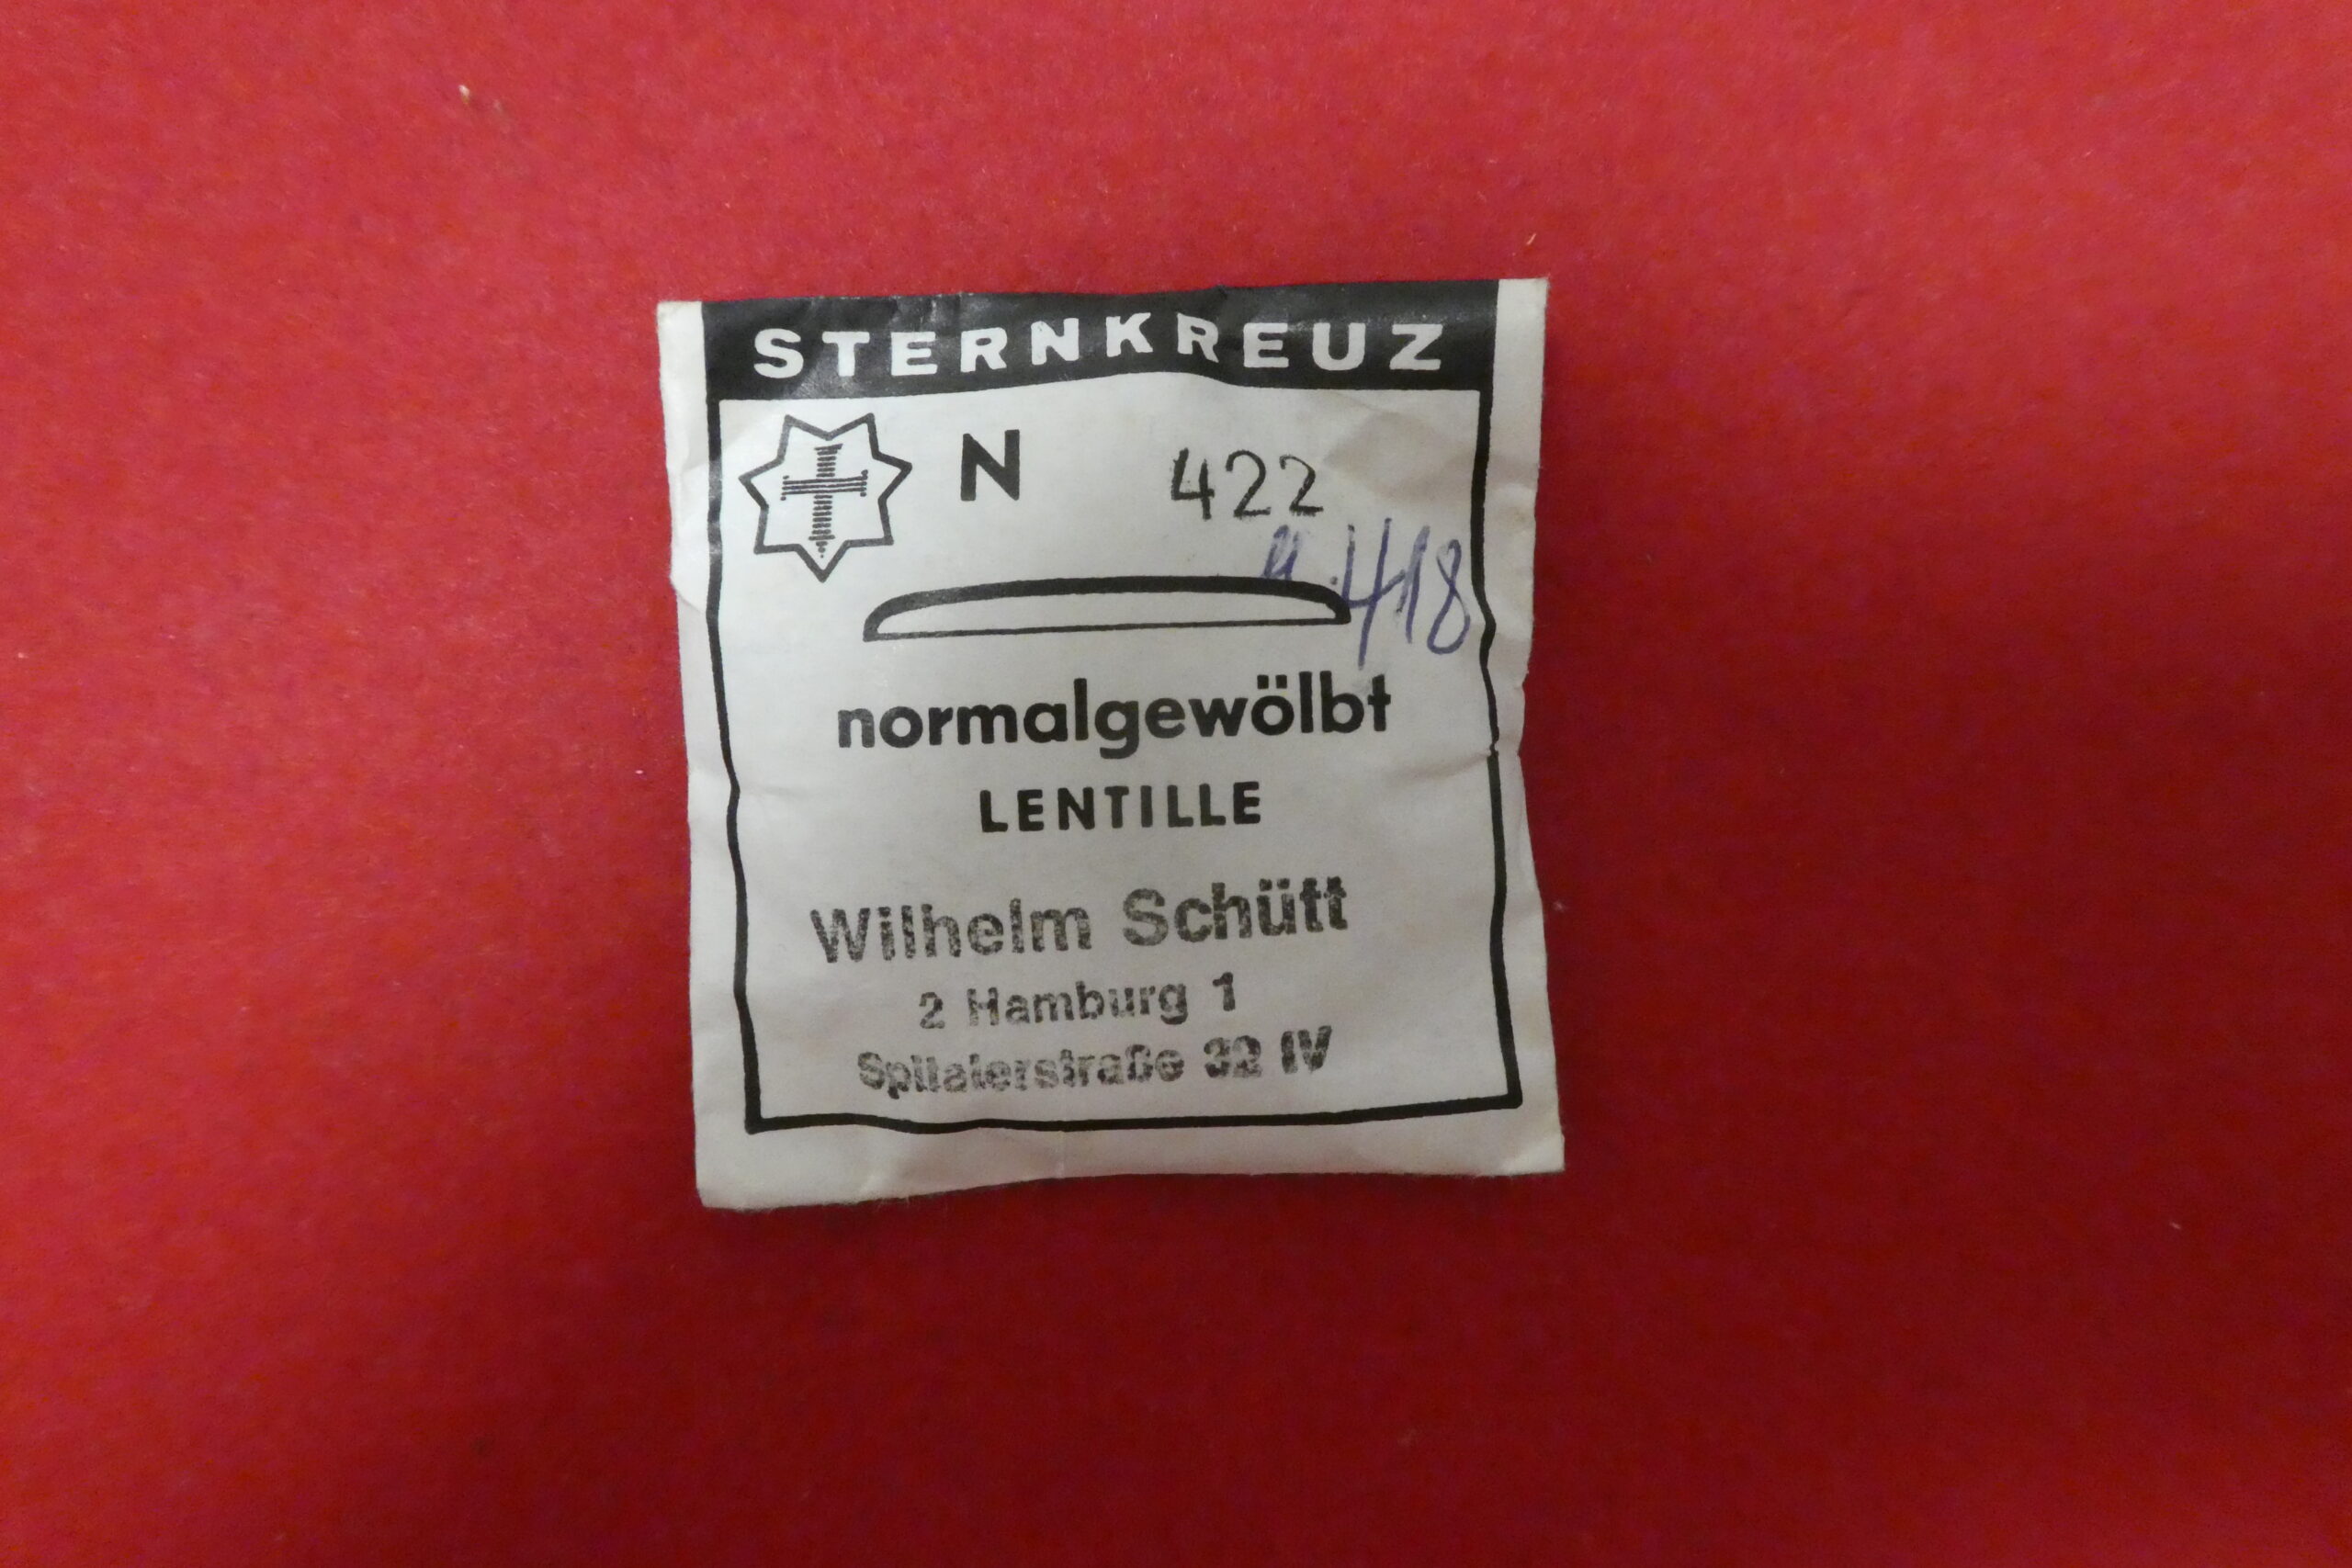 STERNKREUZ
N 422
418
normalgewölbt
LENTILLE
Wilhelm Schütt
2 Hamburg 1
Spitalerstraße 32 IV